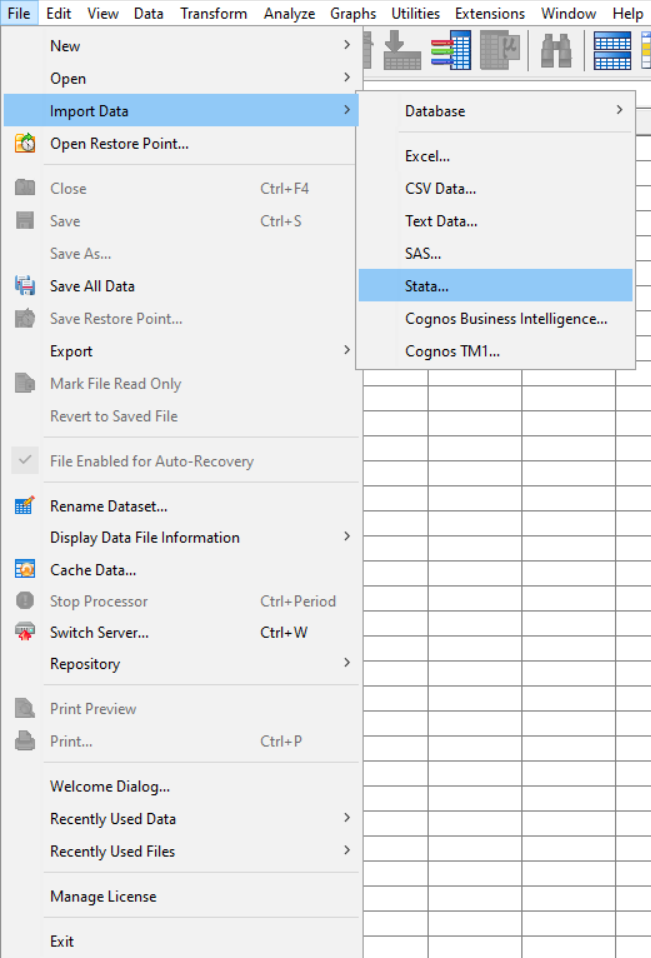 File Edit View Data Transform Analyze Graphs Utilities Extensions Window Help
New
Open
Import Data
Open Restore Point...
Close Ctrl+F4
Save Ctrl+S
Save As...
Save All Data
Save Restore Point...
Export
Mark File Read Only
Revert to Saved File
File Enabled for Auto-Recovery
Rename Dataset...
Display Data File Information
Cache Data...
Stop Processor Ctrl+Period
Switch Server... Ctrl+W
Repository
Print Preview
Print... Ctrl+P
Welcome Dialog...
Recently Used Data
Recently Used Files
Manage License
Exit
Database
Excel...
CSV Data...
Text Data...
SAS...
Stata...
Cognos Business Intelligence...
Cognos TM1...
μ